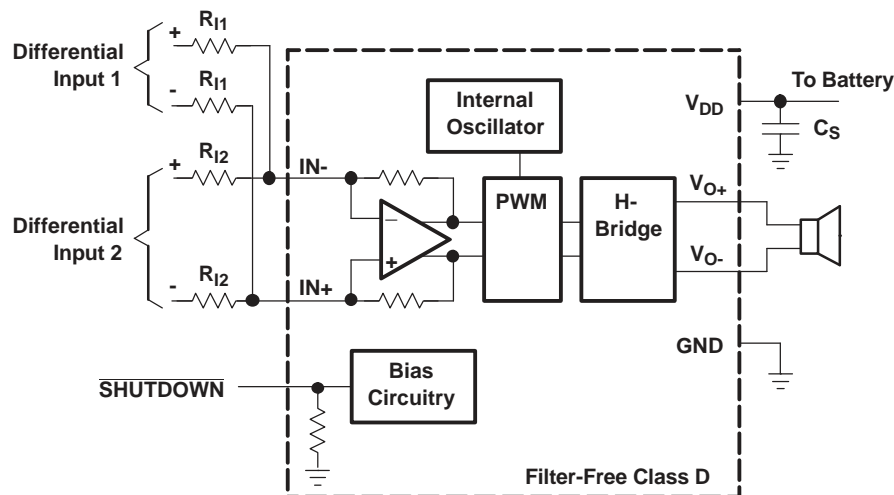 Differential
Input 1
+
R_I1
-
R_I1
Differential
Input 2
+
R_I2
-
R_I2
IN-
IN+
−
+
Internal
Oscillator
PWM
H-
Bridge
V_DD
To Battery
C_S
V_O+
V_O-
GND
SHUTDOWN
Bias
Circuitry
Filter-Free Class D